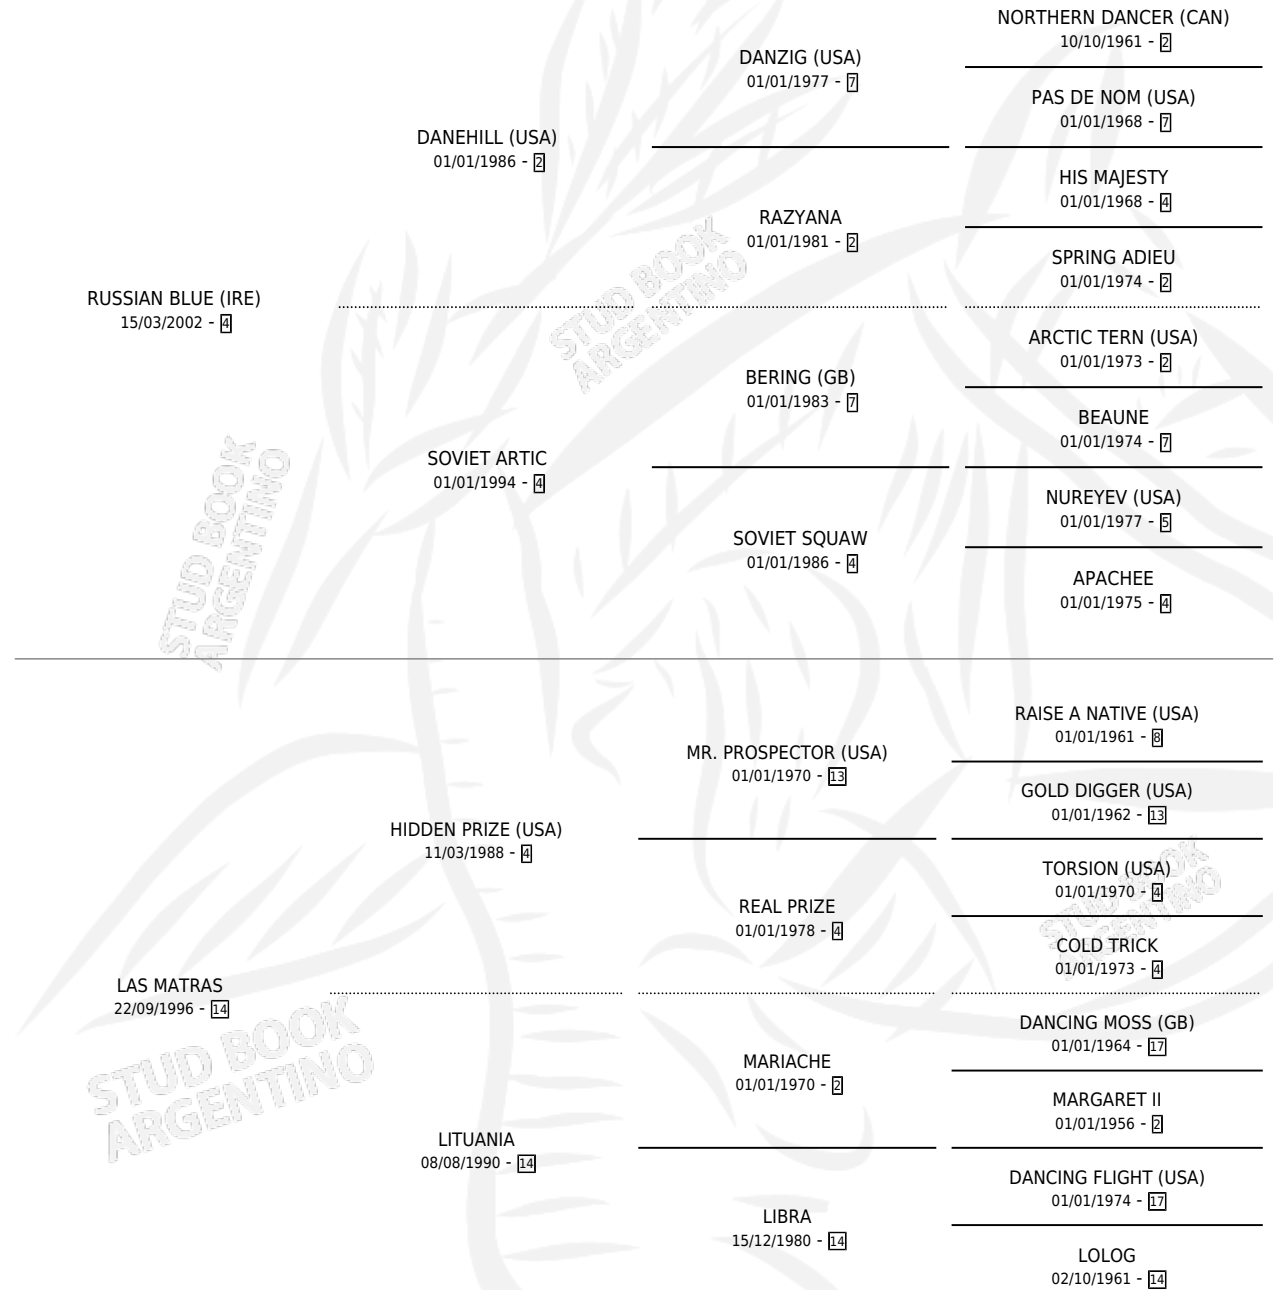 NORTHERN DANCER (CAN)
10/10/1961 - 2
DANZIG (USA)
01/01/1977 - 7
PAS DE NOM (USA)
01/01/1968 - 7
DANEHILL (USA)
01/01/1986 - 2
HIS MAJESTY
01/01/1968 - 4
RAZYANA
01/01/1981 - 2
SPRING ADIEU
01/01/1974 - 2
RUSSIAN BLUE (IRE)
15/03/2002 - 4
STUD BOOK
ARGENTINO
ARCTIC TERN (USA)
01/01/1973 - 2
BERING (GB)
01/01/1983 - 7
BEAUNE
01/01/1974 - 7
SOVIET ARTIC
01/01/1994 - 4
NUREYEV (USA)
01/01/1977 - 5
SOVIET SQUAW
01/01/1986 - 4
APACHEE
01/01/1975 - 4
STUD BOOK
ARGENTINO
RAISE A NATIVE (USA)
01/01/1961 - 8
MR. PROSPECTOR (USA)
01/01/1970 - 13
GOLD DIGGER (USA)
01/01/1962 - 13
HIDDEN PRIZE (USA)
11/03/1988 - 4
TORSION (USA)
01/01/1970 - 4
REAL PRIZE
01/01/1978 - 4
COLD TRICK
01/01/1973 - 4
STUD BOOK
ARGENTINO
LAS MATRAS
22/09/1996 - 14
DANCING MOSS (GB)
01/01/1964 - 17
MARIACHE
01/01/1970 - 2
MARGARET II
01/01/1956 - 2
STUD BOOK
ARGENTINO
LITUANIA
08/08/1990 - 14
DANCING FLIGHT (USA)
01/01/1974 - 17
LIBRA
15/12/1980 - 14
LOLOG
02/10/1961 - 14